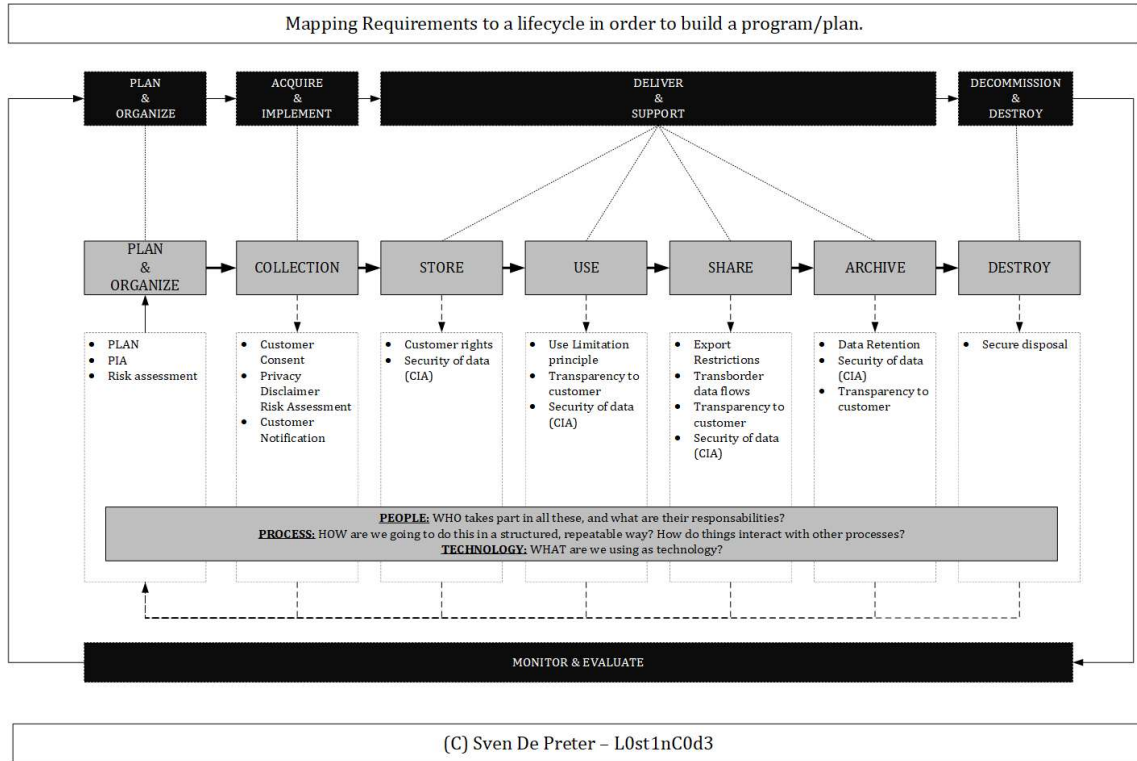 Mapping Requirements to a lifecycle in order to build a program/plan.
PLAN
&
ORGANIZE
ACQUIRE
&
IMPLEMENT
DELIVER
&
SUPPORT
DECOMMISSION
&
DESTROY
PLAN
&
ORGANIZE
COLLECTION
STORE
USE
SHARE
ARCHIVE
DESTROY
• PLAN
• PIA
• Risk assessment
• Customer
Consent
• Privacy
Disclaimer
Risk Assessment
• Customer
Notification
• Customer rights
• Security of data
(CIA)
• Use Limitation
principle
• Transparency to
customer
• Security of data
(CIA)
• Export
Restrictions
• Transborder
data flows
• Transparency to
customer
• Security of data
(CIA)
• Data Retention
• Security of data
(CIA)
• Transparency to
customer
• Secure disposal
PEOPLE: WHO takes part in all these, and what are their responsabilities?
PROCESS: HOW are we going to do this in a structured, repeatable way? How do things interact with other processes?
TECHNOLOGY: WHAT are we using as technology?
MONITOR & EVALUATE
(C) Sven De Preter – L0st1nC0d3